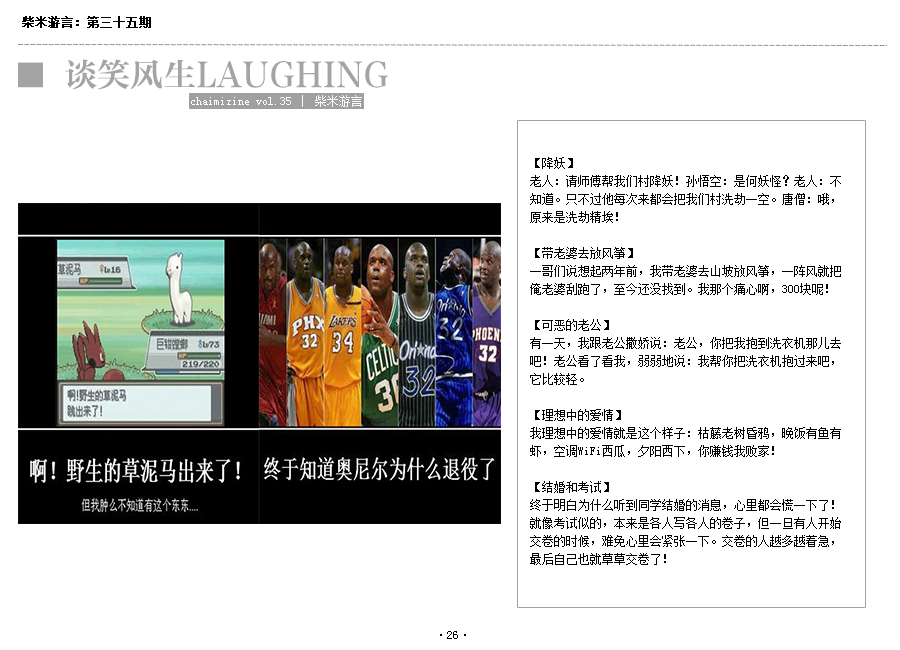 柴米游言：第三十五期
谈笑风生LAUGHING
chaimizine vol.35 | 柴米游言
草泥马 Lv16
HP
巨钳螳螂 Lv73
HP
219/220
啊！野生的草泥马
跳出来了！
PHX
32
LAKERS
34
CELTIC
Orlando
32
32
PHOENI
32
啊！野生的草泥马出来了！
但我肿么不知道有这个东东....
终于知道奥尼尔为什么退役了
【降妖】
老人：请师傅帮我们村降妖！孙悟空：是何妖怪？老人：不
知道。只不过他每次来都会把我们村洗劫一空。唐僧：哦，
原来是洗劫精埃！
【带老婆去放风筝】
一哥们说想起两年前，我带老婆去山坡放风筝，一阵风就把
俺老婆刮跑了，至今还没找到。我那个痛心啊，300块呢！
【可恶的老公】
有一天，我跟老公撒娇说：老公，你把我抱到洗衣机那儿去
吧！老公看了看我，弱弱地说：我帮你把洗衣机抱过来吧，
它比较轻。
【理想中的爱情】
我理想中的爱情就是这个样子：枯藤老树昏鸦，晚饭有鱼有
虾，空调WiFi西瓜，夕阳西下，你赚钱我败家！
【结婚和考试】
终于明白为什么听到同学结婚的消息，心里都会慌一下了！
就像考试似的，本来是各人写各人的卷子，但一旦有人开始
交卷的时候，难免心里会紧张一下。交卷的人越多越着急，
最后自己也就草草交卷了！
·26·